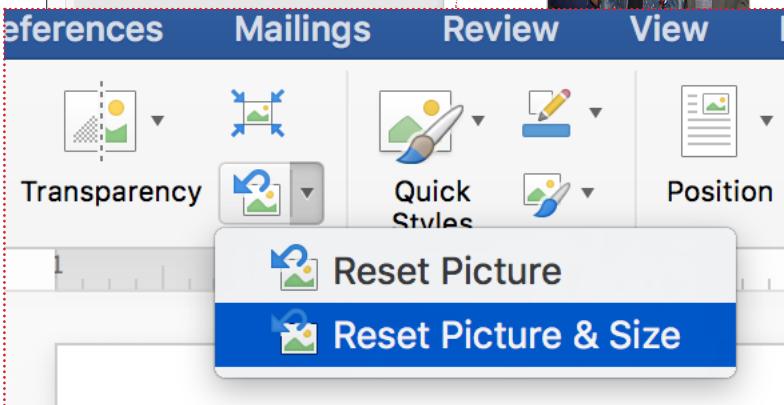 eferences Mailings Review View
Transparency
Quick
Styles
Position
1
Reset Picture
Reset Picture & Size